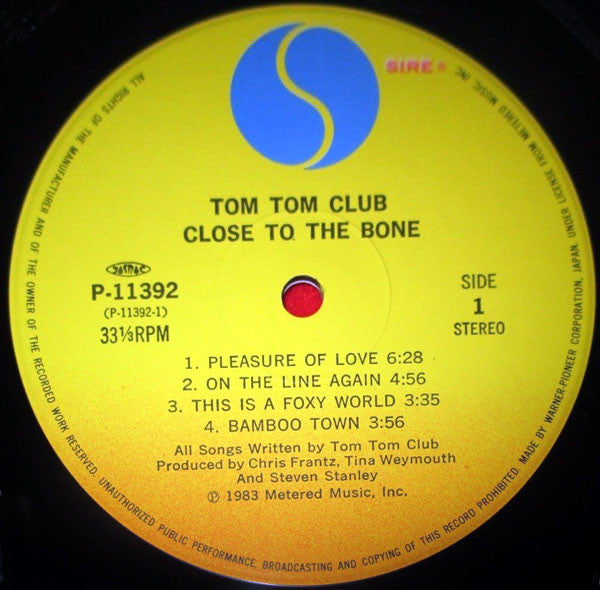 SIRE
TOM TOM CLUB
CLOSE TO THE BONE
JASRAC
P-11392
(P-11392-1)
33⅓RPM
SIDE
1
STEREO
1. PLEASURE OF LOVE 6:28
2. ON THE LINE AGAIN 4:56
3. THIS IS A FOXY WORLD 3:35
4. BAMBOO TOWN 3:56
All Songs Written by Tom Tom Club
Produced by Chris Frantz, Tina Weymouth
And Steven Stanley
℗ 1983 Metered Music, Inc.
ALL RIGHTS OF THE MANUFACTURER AND OF THE OWNER OF THE RECORDED WORK RESERVED. UNAUTHORIZED PUBLIC PERFORMANCE, BROADCASTING AND COPYING OF THIS RECORD PROHIBITED. MADE BY WARNER-PIONEER CORPORATION, JAPAN UNDER LICENSE FROM METERED MUSIC, INC.